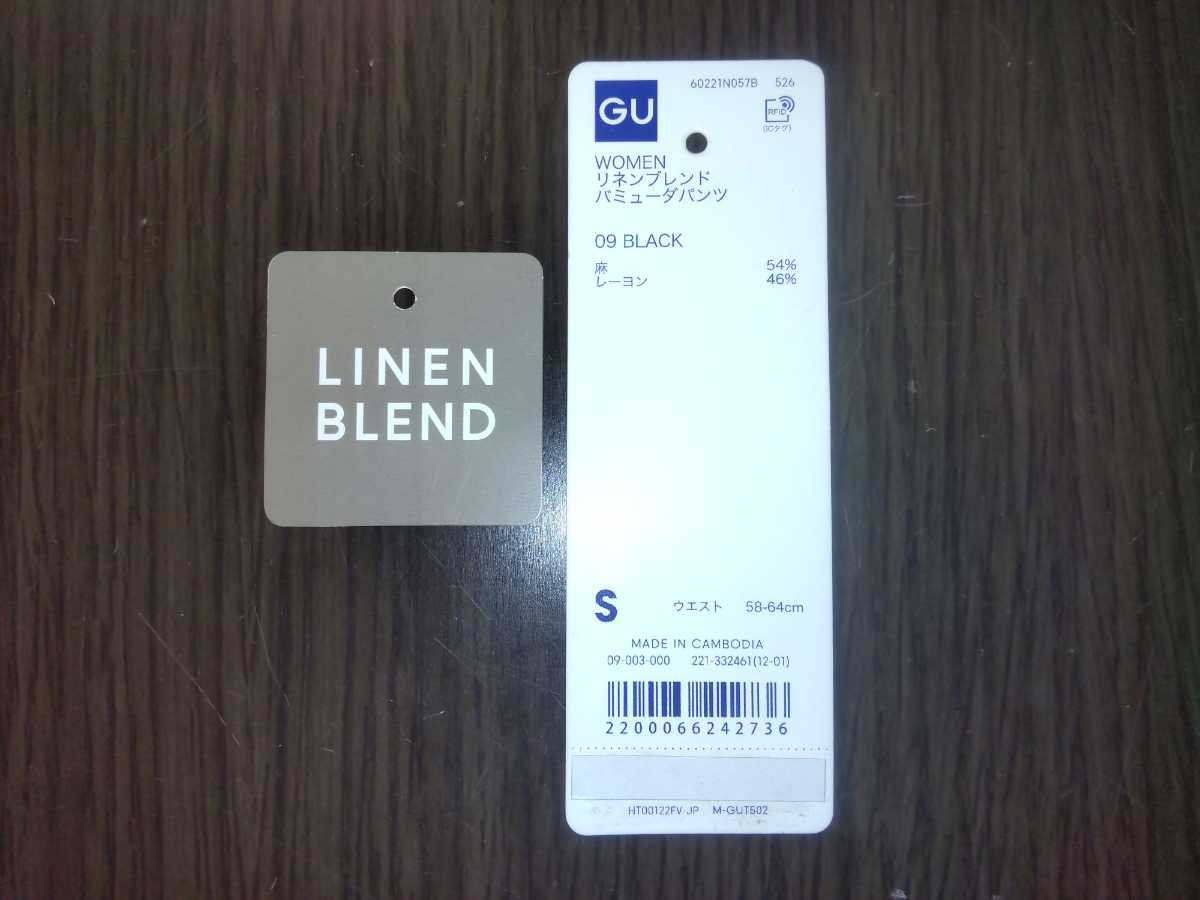 LINEN
BLEND
GU
60221N057B 526
RFID
(ICタグ)
WOMEN
リネンブレンド
バミューダパンツ
09 BLACK
麻 54%
レーヨン 46%
S ウエスト 58-64cm
MADE IN CAMBODIA
09-003-000 221-332461(12-01)
2200066242736
HT00122FV-JP M-GUT502